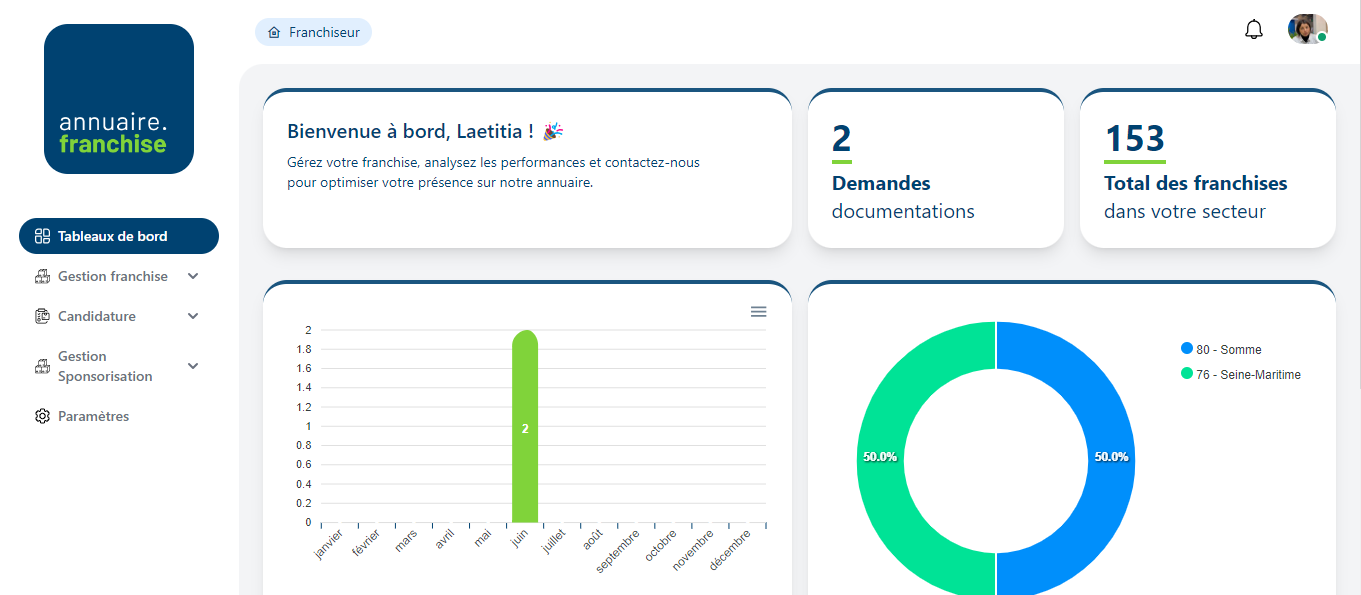 annuaire.
franchise
Franchiseur
Tableaux de bord
Gestion franchise
Candidature
Gestion
Sponsorisation
Paramètres
Bienvenue à bord, Laetitia ! 🎉
Gérez votre franchise, analysez les performances et contactez-nous
pour optimiser votre présence sur notre annuaire.
2
Demandes
documentations
153
Total des franchises
dans votre secteur
2
1.8
1.6
1.4
1.2
1
0.8
0.6
0.4
0.2
0
2
janvier
février
mars
avril
mai
juin
juillet
août
septembre
octobre
novembre
décembre
50.0%
50.0%
80 - Somme
76 - Seine-Maritime